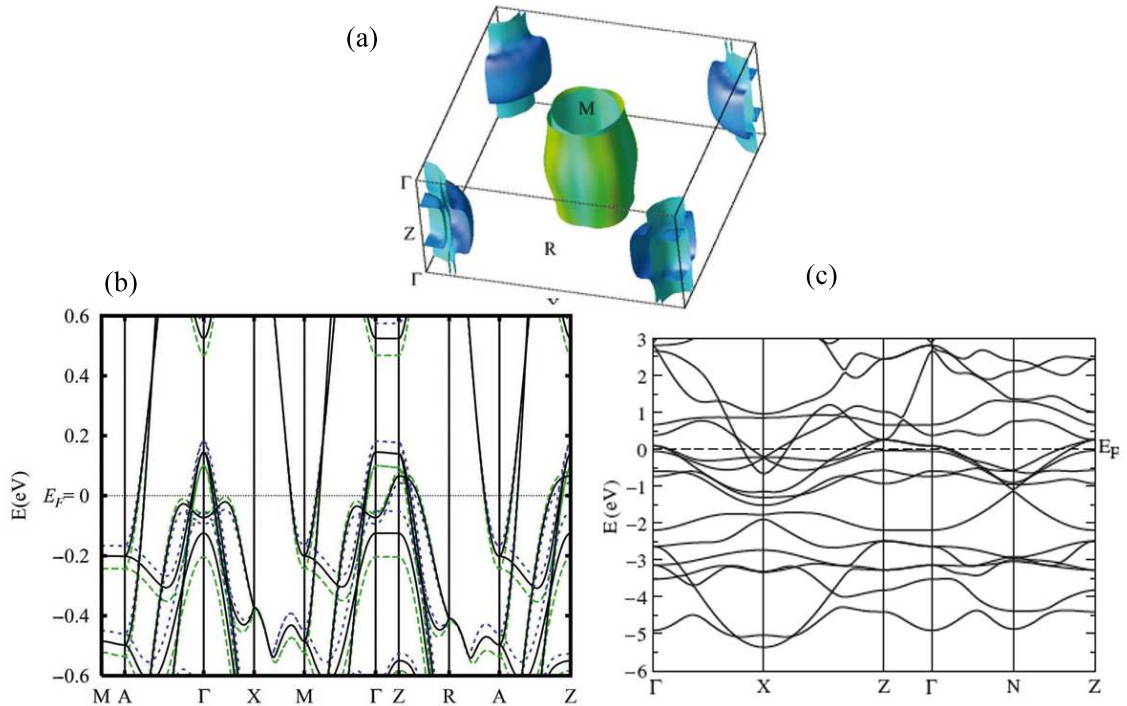 (a)
M
Γ
Z
R
Γ
(b)
(c)
0.6
0.4
0.2
E_F= 0
−0.2
−0.4
−0.6
E(eV)
M A Γ X M Γ Z R A Z
3
2
1
0
−1
−2
−3
−4
−5
−6
E (eV)
E_F
Γ X Z Γ N Z